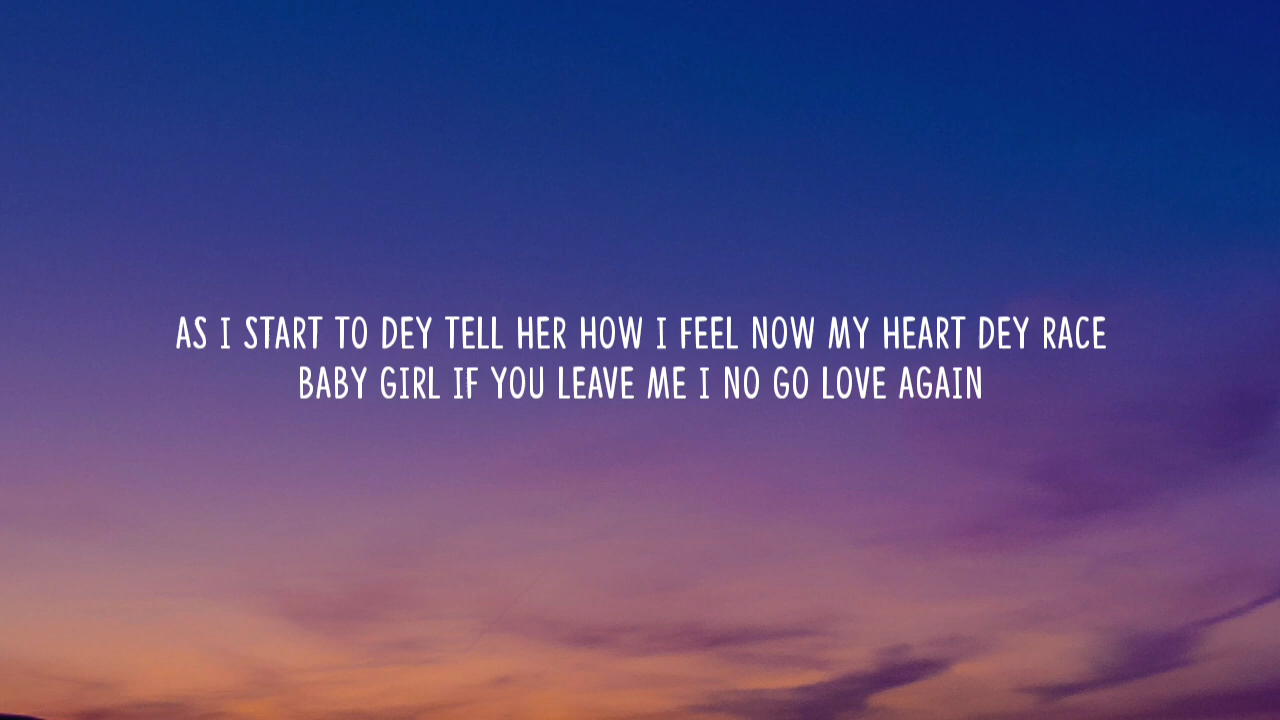 AS I START TO DEY TELL HER HOW I FEEL NOW MY HEART DEY RACE
BABY GIRL IF YOU LEAVE ME I NO GO LOVE AGAIN